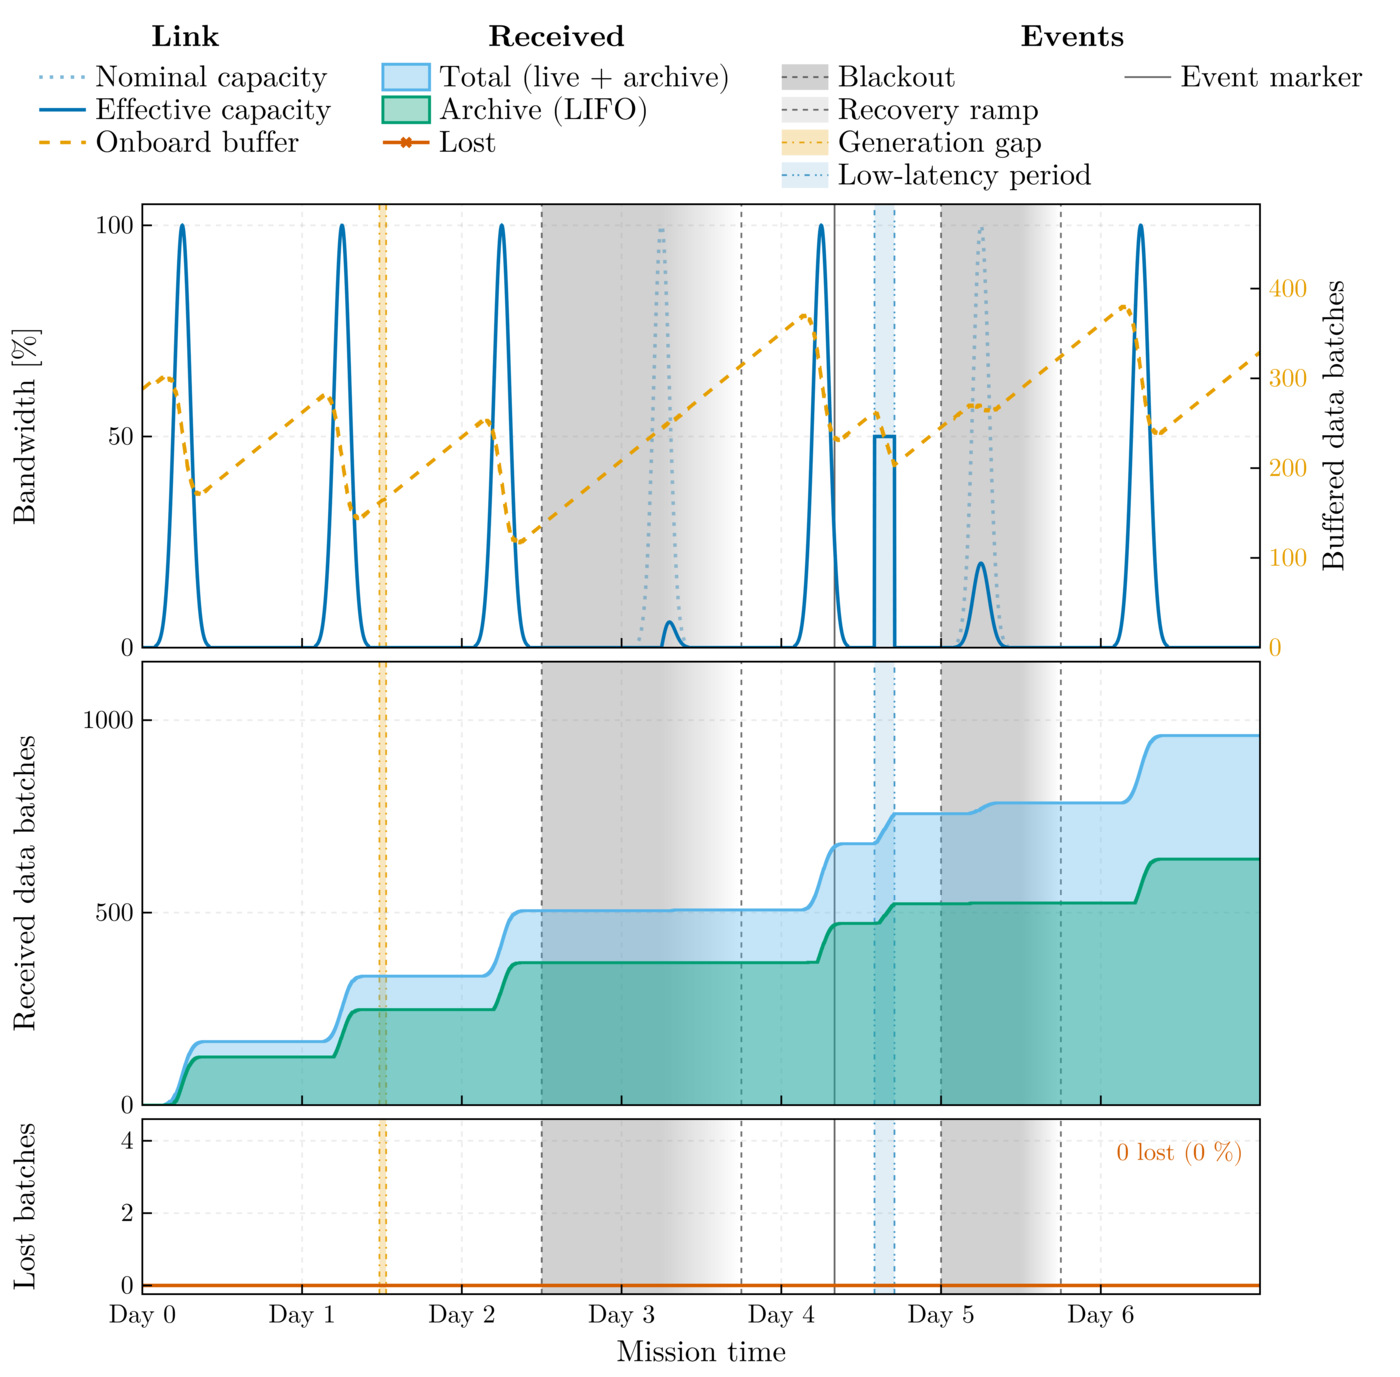 Link
Received
Events
Nominal capacity
Effective capacity
Onboard buffer
Total (live + archive)
Archive (LIFO)
Lost
Blackout
Recovery ramp
Generation gap
Low-latency period
Event marker
Bandwidth [%]
100
50
0
400
300
200
100
0
Buffered data batches
Received data batches
1000
500
0
Lost batches
4
2
0
0 lost (0 %)
Day 0 Day 1 Day 2 Day 3 Day 4 Day 5 Day 6
Mission time